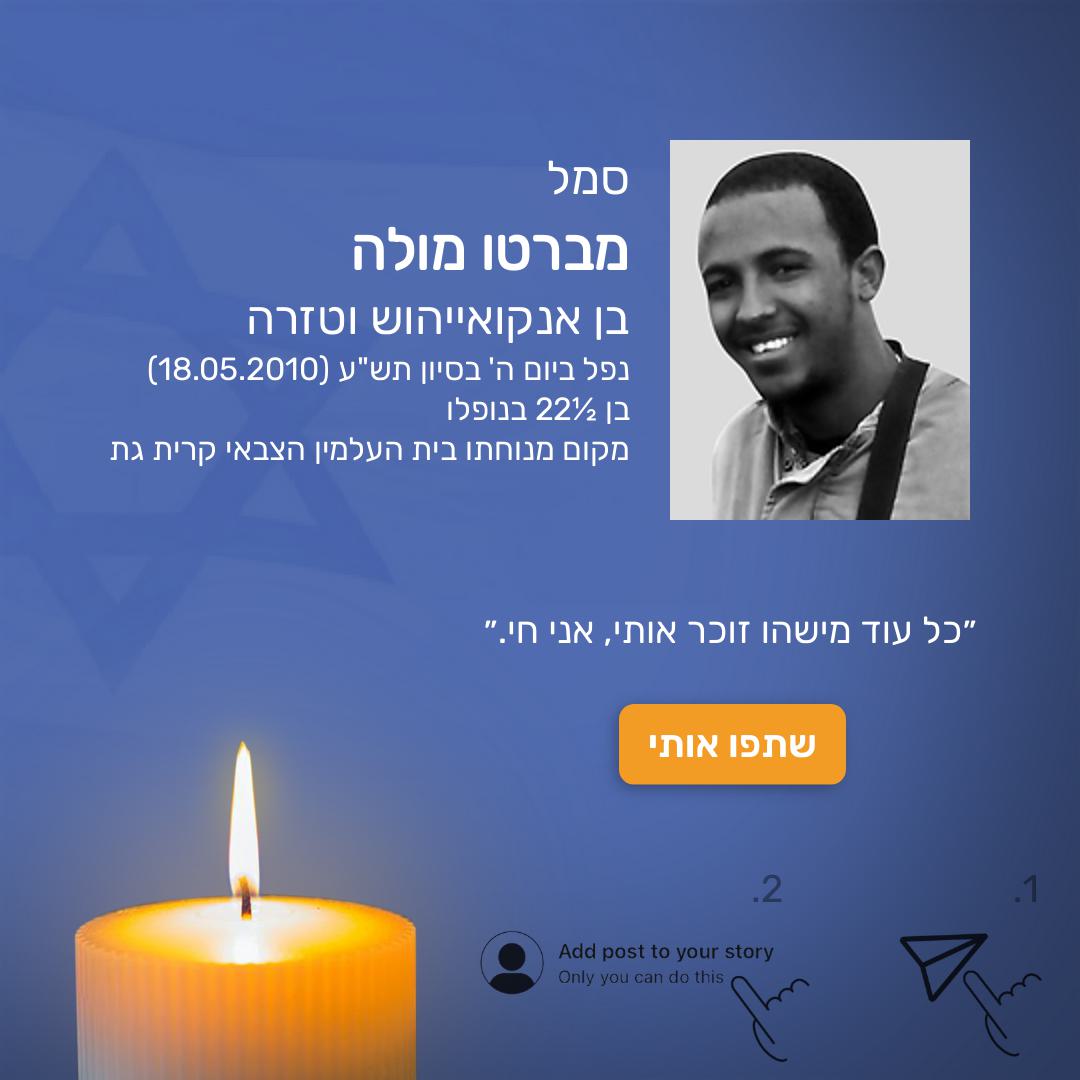 סמל
מברטו מולה
בן אנקואייהוש וטזרה
נפל ביום ה' בסיון תש"ע (18.05.2010)
בן 22½ בנופלו
מקום מנוחתו בית העלמין הצבאי קרית גת
״כל עוד מישהו זוכר אותי, אני חי.״
שתפו אותי
.1
.2
Add post to your story
Only you can do this